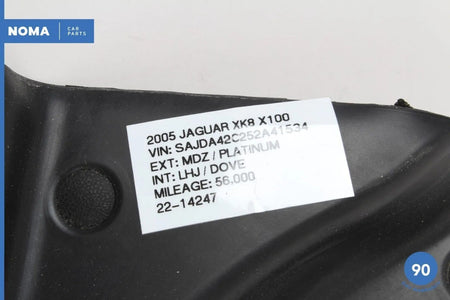 NOMA
CAR
PARTS
2005 JAGUAR XK8 X100
VIN: SAJDA42C252A41534
EXT: MDZ / PLATINUM
INT: LHJ / DOVE
MILEAGE: 56,000
22-14247
90